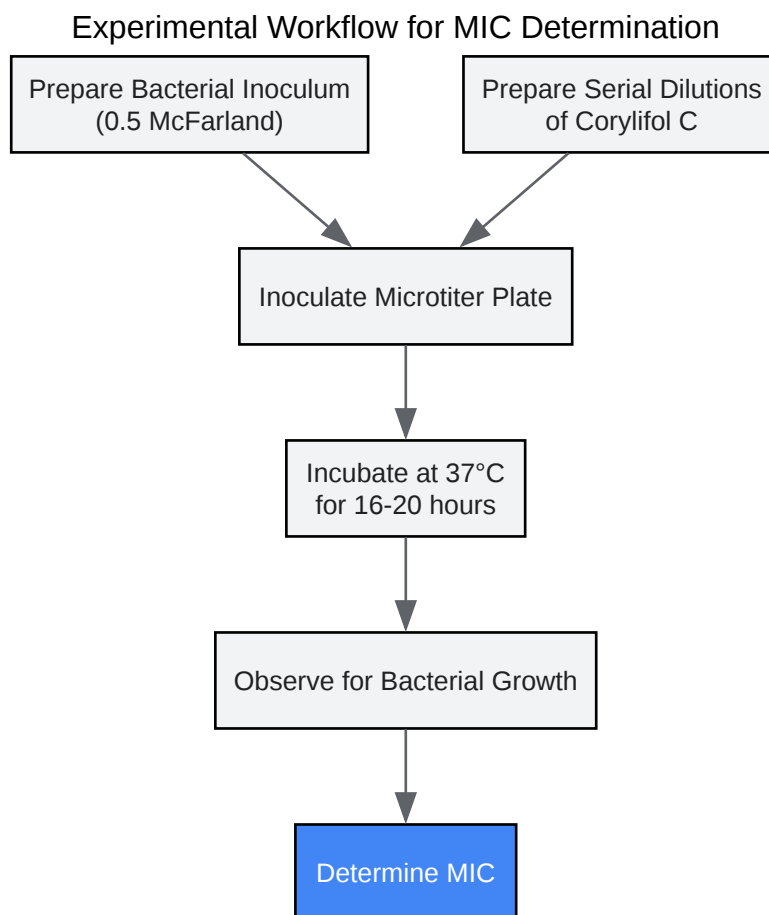 Experimental Workflow for MIC Determination
Prepare Bacterial Inoculum
(0.5 McFarland)
Prepare Serial Dilutions
of Corylifol C
Inoculate Microtiter Plate
Incubate at 37°C
for 16-20 hours
Observe for Bacterial Growth
Determine MIC